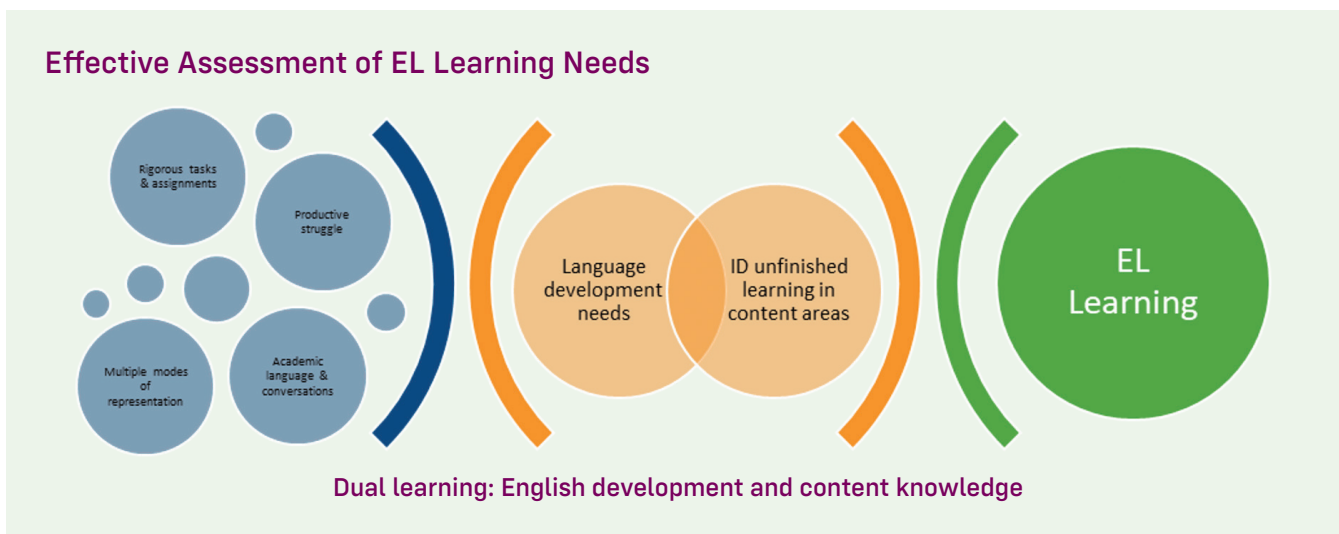 Effective Assessment of EL Learning Needs
Rigorous tasks
& assignments
Productive
struggle
Multiple modes
of
representation
Academic
language &
conversations
Language
development
needs
ID unfinished
learning in
content areas
EL
Learning
Dual learning: English development and content knowledge